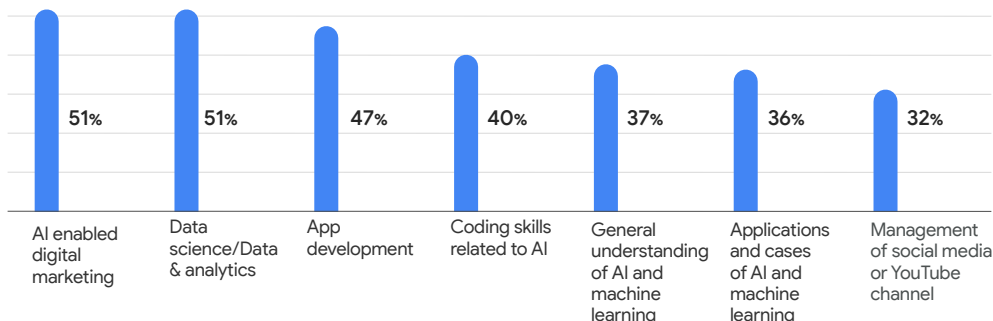 51%
51%
47%
40%
37%
36%
32%
AI enabled
digital
marketing
Data
science/Data
& analytics
App
development
Coding skills
related to AI
General
understanding
of AI and
machine
learning
Applications
and cases
of AI and
machine
learning
Management
of social media
or YouTube
channel